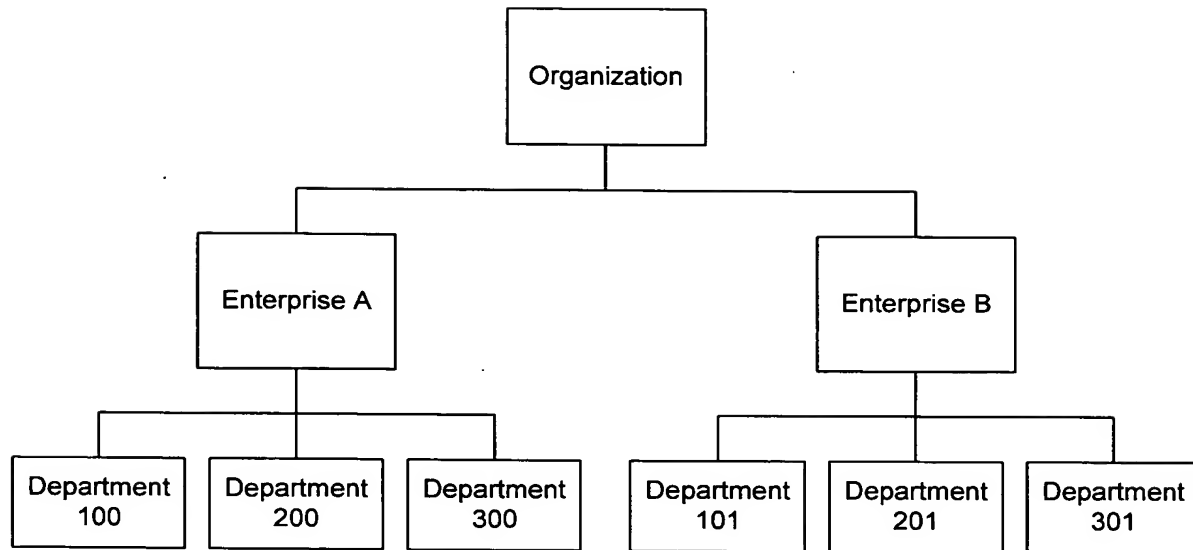 Organization
Enterprise A
Enterprise B
Department
100
Department
200
Department
300
Department
101
Department
201
Department
301